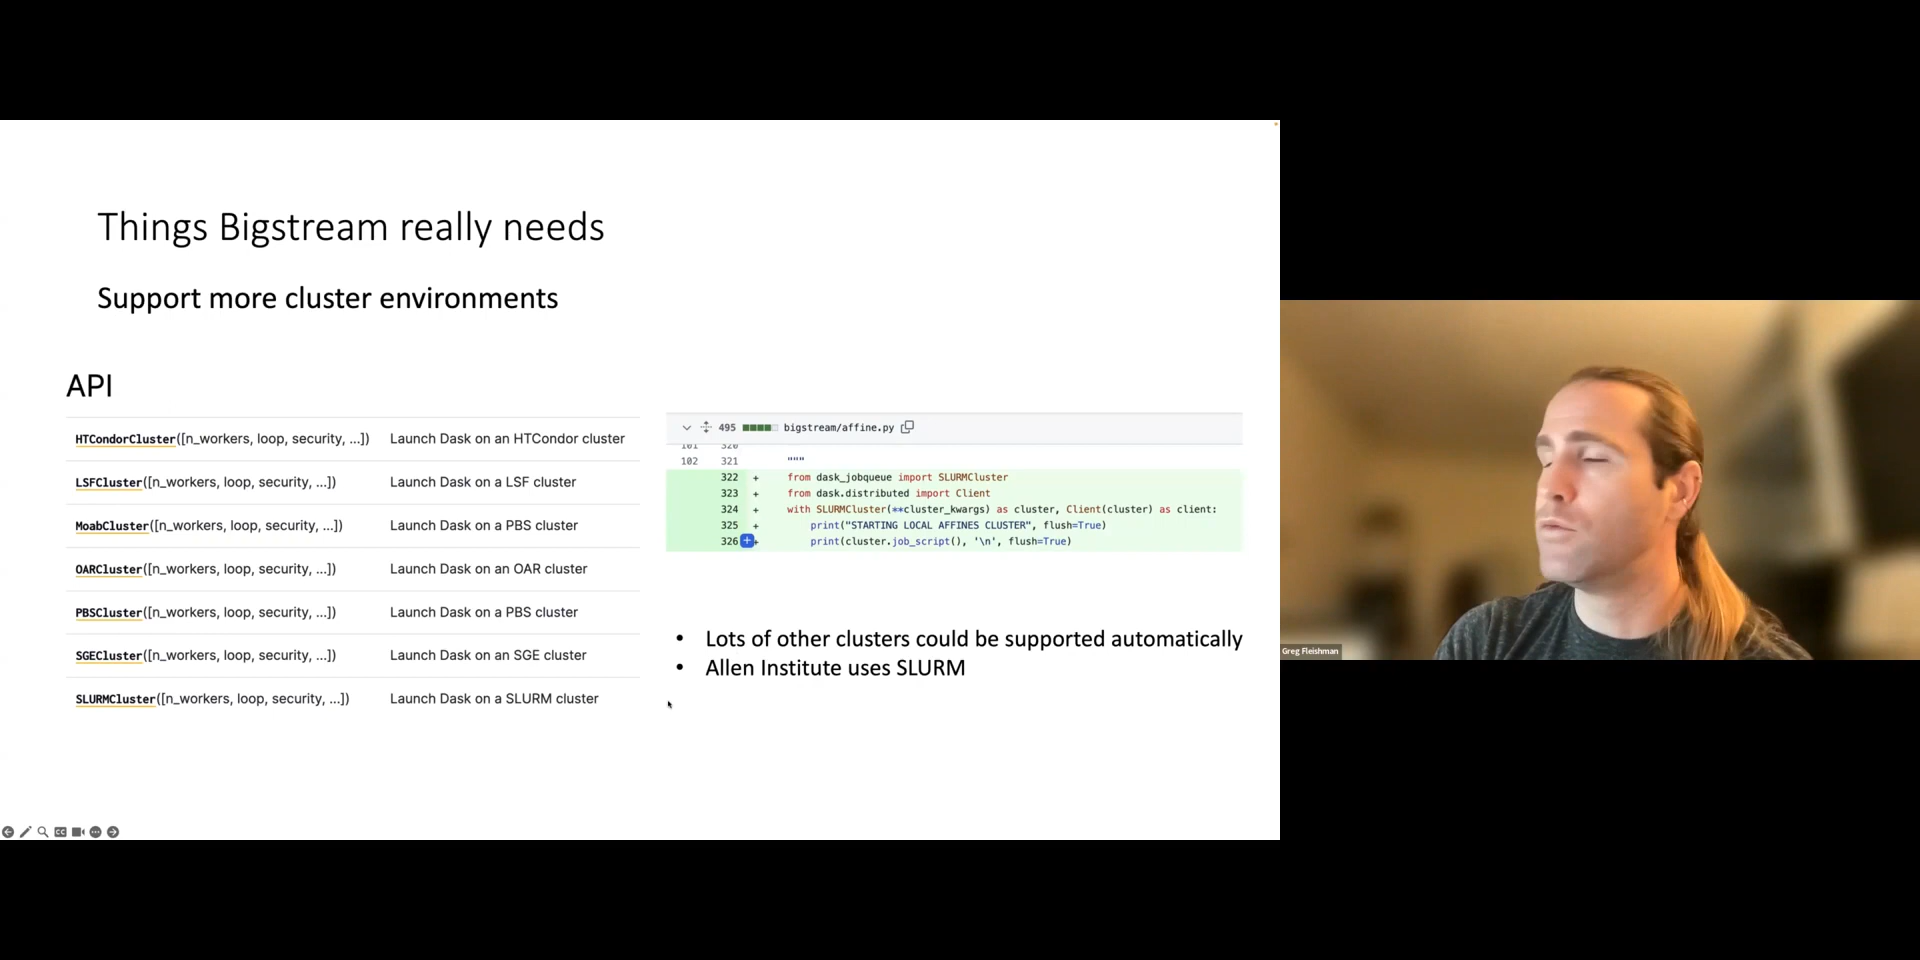 Things Bigstream really needs
Support more cluster environments
API
HTCondorCluster([n_workers, loop, security, ...]) Launch Dask on an HTCondor cluster
LSFCluster([n_workers, loop, security, ...]) Launch Dask on a LSF cluster
MoabCluster([n_workers, loop, security, ...]) Launch Dask on a PBS cluster
OARCluster([n_workers, loop, security, ...]) Launch Dask on an OAR cluster
PBSCluster([n_workers, loop, security, ...]) Launch Dask on a PBS cluster
SGECluster([n_workers, loop, security, ...]) Launch Dask on an SGE cluster
SLURMCluster([n_workers, loop, security, ...]) Launch Dask on a SLURM cluster
495 bigstream/affine.py
101 320
102 321 """
322 + from dask_jobqueue import SLURMCluster
323 + from dask.distributed import Client
324 + with SLURMCluster(**cluster_kwargs) as cluster, Client(cluster) as client:
325 + print("STARTING LOCAL AFFINES CLUSTER", flush=True)
326 + print(cluster.job_script(), '\n', flush=True)
• Lots of other clusters could be supported automatically
• Allen Institute uses SLURM
Greg Fleishman
CC